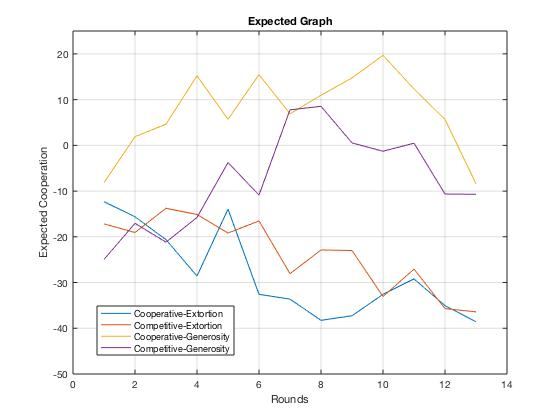 Expected Graph
20
10
0
-10
-20
-30
-40
-50
Expected Cooperation
Cooperative-Extortion
Competitive-Extortion
Cooperative-Generosity
Competitive-Generosity
0 2 4 6 8 10 12 14
Rounds